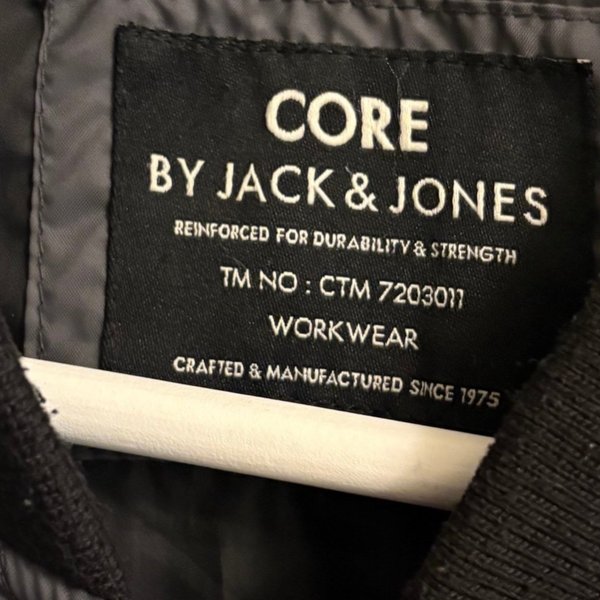 CORE
BY JACK & JONES
REINFORCED FOR DURABILITY & STRENGTH
TM NO : CTM 7203011
WORKWEAR
CRAFTED & MANUFACTURED SINCE 1975